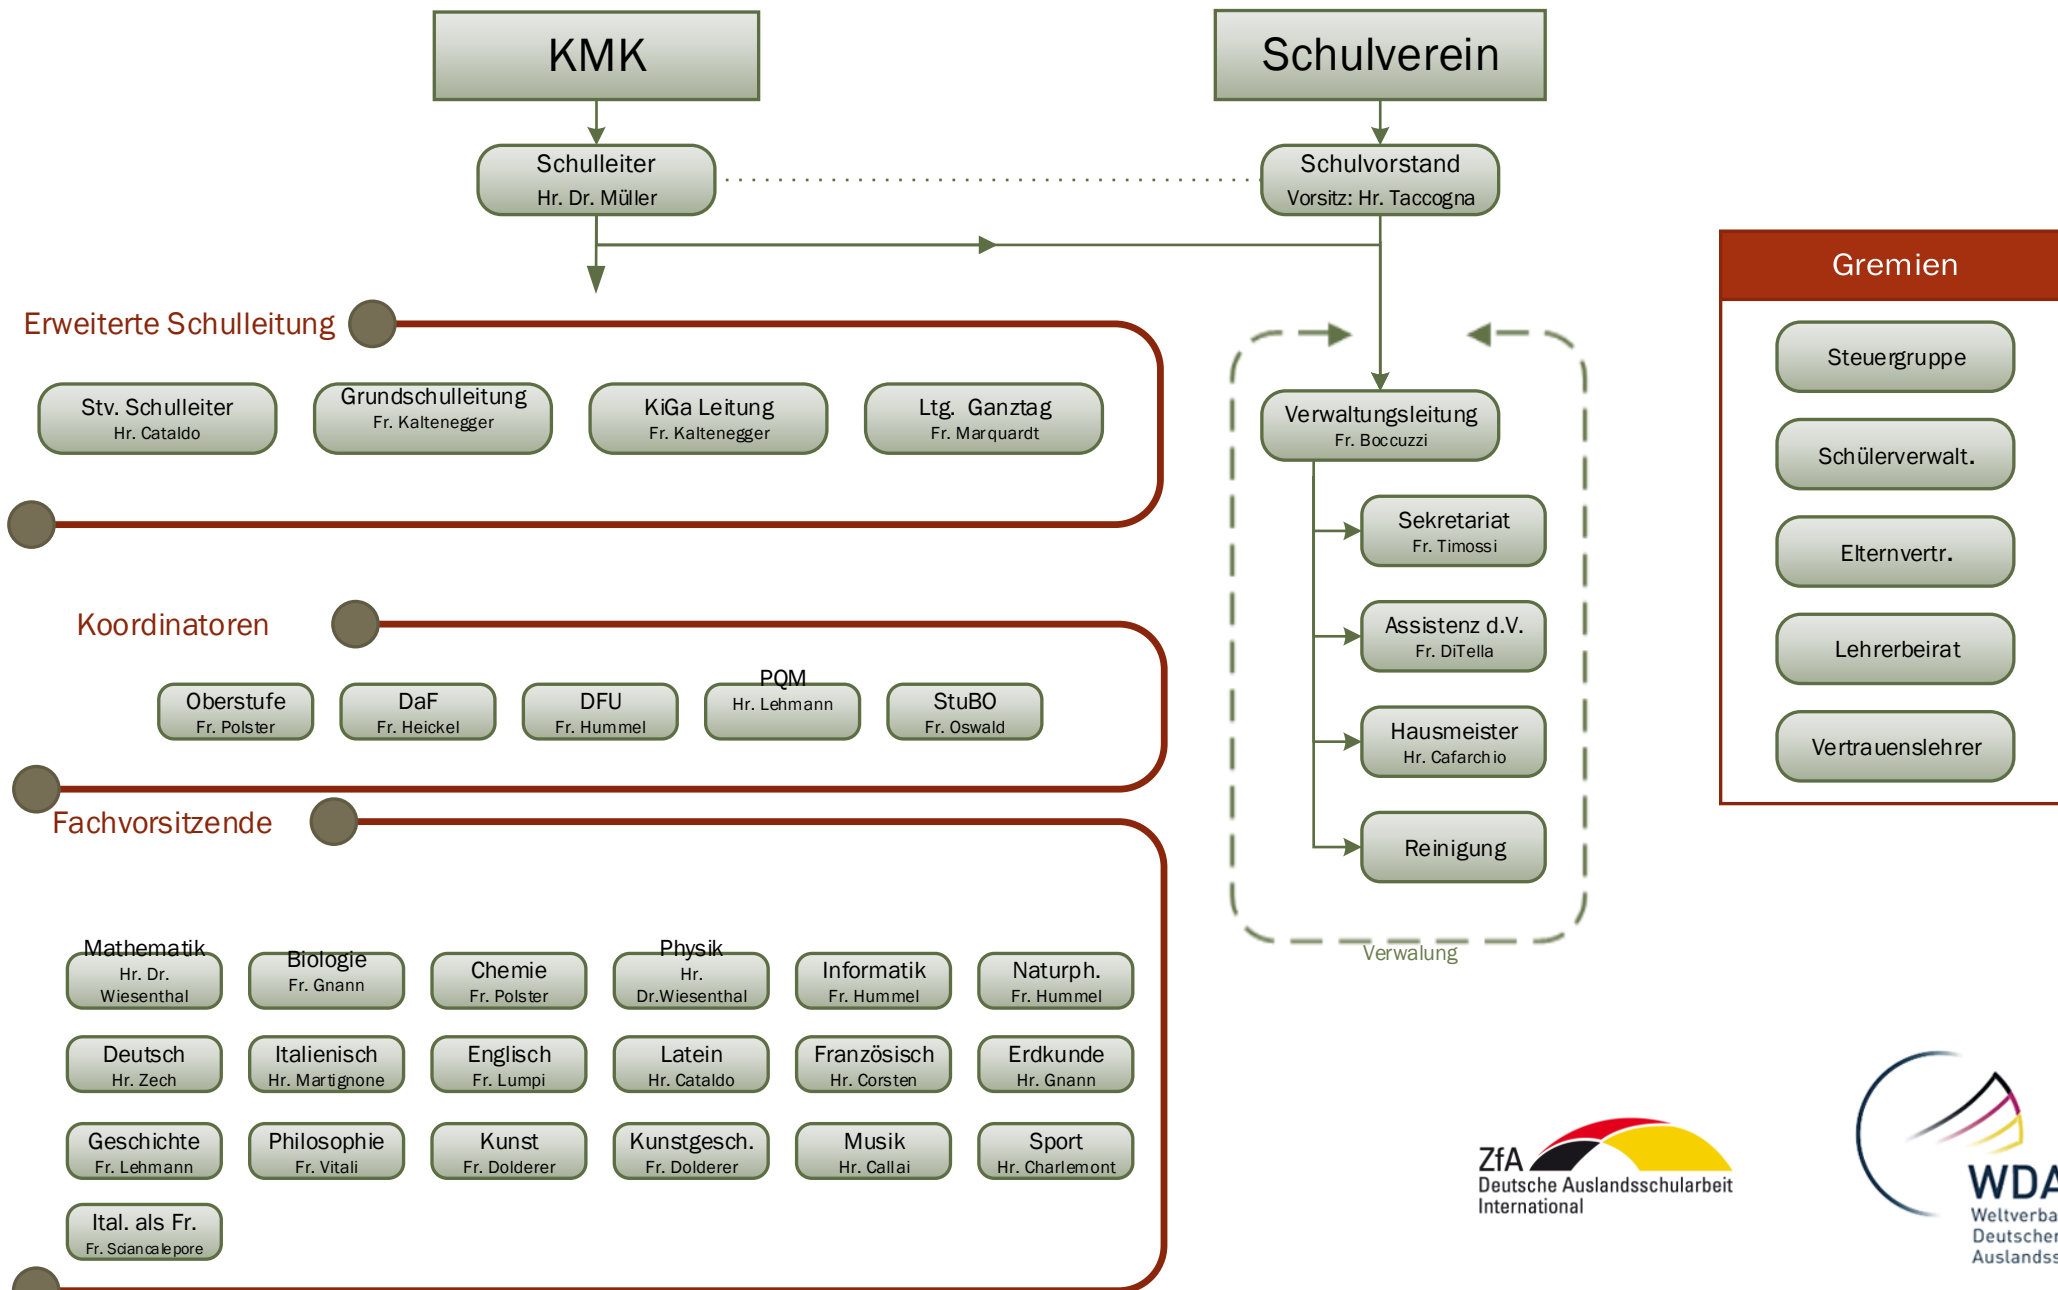 KMK
Schulverein
Schulleiter
Hr. Dr. Müller
Schulvorstand
Vorsitz: Hr. Taccogna
Erweiterte Schulleitung
Stv. Schulleiter
Hr. Cataldo
Grundschulleitung
Fr. Kaltenegger
KiGa Leitung
Fr. Kaltenegger
Ltg. Ganztag
Fr. Marquardt
Koordinatoren
Oberstufe
Fr. Polster
DaF
Fr. Heickel
DFU
Fr. Hummel
PQM
Hr. Lehmann
StuBO
Fr. Oswald
Fachvorsitzende
Mathematik
Hr. Dr.
Wiesenthal
Biologie
Fr. Gnann
Chemie
Fr. Polster
Physik
Hr.
Dr.Wiesenthal
Informatik
Fr. Hummel
Naturph.
Fr. Hummel
Deutsch
Hr. Zech
Italienisch
Hr. Martignone
Englisch
Fr. Lumpi
Latein
Hr. Cataldo
Französisch
Hr. Corsten
Erdkunde
Hr. Gnann
Geschichte
Fr. Lehmann
Philosophie
Fr. Vitali
Kunst
Fr. Dolderer
Kunstgesch.
Fr. Dolderer
Musik
Hr. Callai
Sport
Hr. Charlemont
Ital. als Fr.
Fr. Sciancalepore
Verwaltungsleitung
Fr. Boccuzzi
Sekretariat
Fr. Timossi
Assistenz d.V.
Fr. DiTella
Hausmeister
Hr. Cafarchio
Reinigung
Verwalung
Gremien
Steuergruppe
Schülerverwalt.
Elternvertr.
Lehrerbeirat
Vertrauenslehrer
ZfA
Deutsche Auslandsschularbeit
International
WDA
Weltverba
Deutscher
Auslandss